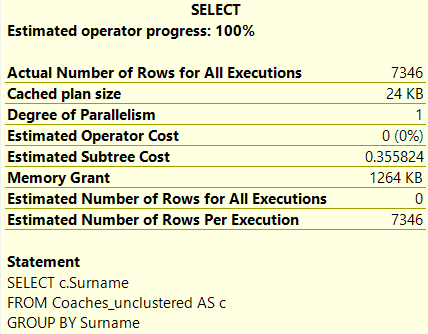 SELECT
Estimated operator progress: 100%
Actual Number of Rows for All Executions 7346
Cached plan size 24 KB
Degree of Parallelism 1
Estimated Operator Cost 0 (0%)
Estimated Subtree Cost 0.355824
Memory Grant 1264 KB
Estimated Number of Rows for All Executions 0
Estimated Number of Rows Per Execution 7346
Statement
SELECT c.Surname
FROM Coaches_unclustered AS c
GROUP BY Surname